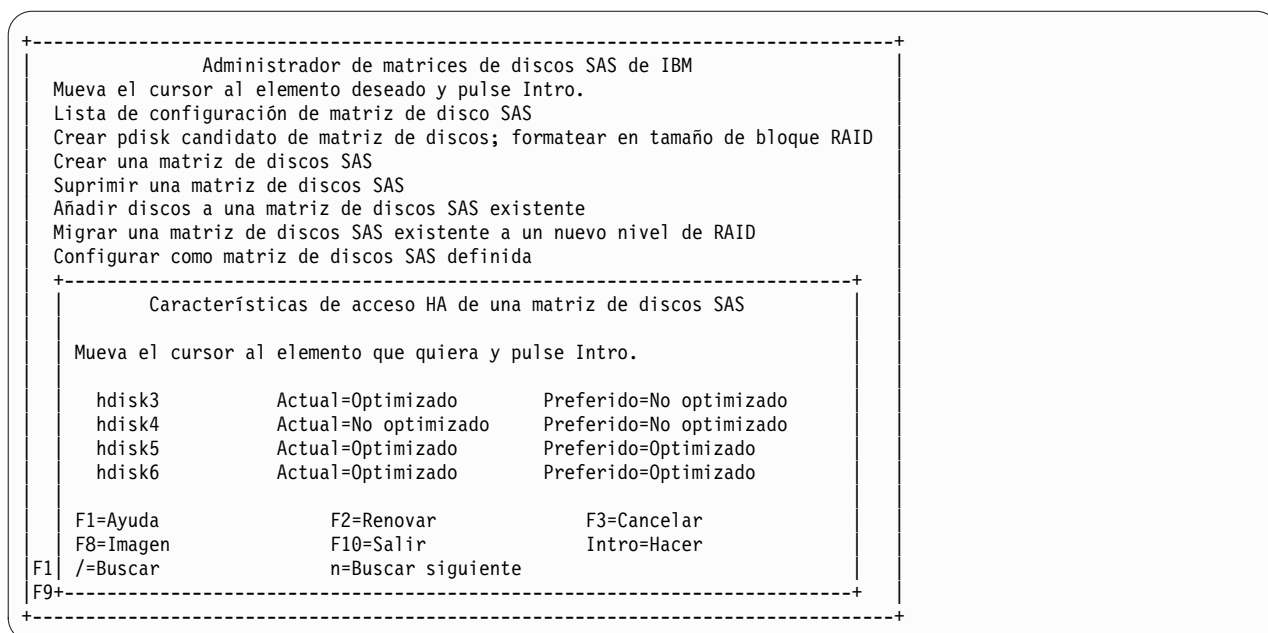 Administrador de matrices de discos SAS de IBM
Mueva el cursor al elemento deseado y pulse Intro.
Lista de configuración de matriz de disco SAS
Crear pdisk candidato de matriz de discos; formatear en tamaño de bloque RAID
Crear una matriz de discos SAS
Suprimir una matriz de discos SAS
Añadir discos a una matriz de discos SAS existente
Migrar una matriz de discos SAS existente a un nuevo nivel de RAID
Configurar como matriz de discos SAS definida
Características de acceso HA de una matriz de discos SAS
Mueva el cursor al elemento que quiera y pulse Intro.
hdisk3 Actual=Optimizado Preferido=No optimizado
hdisk4 Actual=No optimizado Preferido=No optimizado
hdisk5 Actual=Optimizado Preferido=Optimizado
hdisk6 Actual=Optimizado Preferido=Optimizado
F1=Ayuda F2=Renovar F3=Cancelar
F8=Imagen F10=Salir Intro=Hacer
F1 /=Buscar n=Buscar siguiente
F9